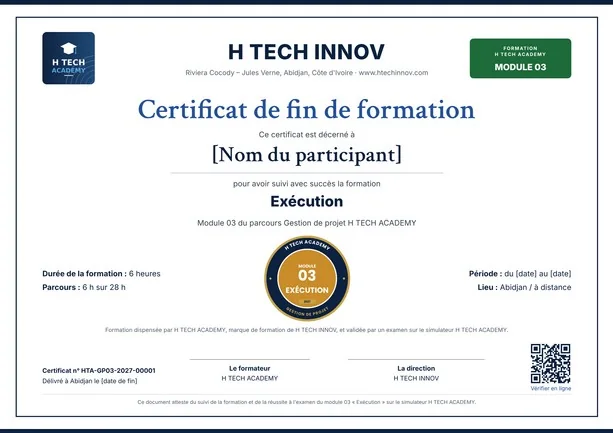 H TECH
ACADEMY
H TECH INNOV
Riviera Cocody – Jules Verne, Abidjan, Côte d'Ivoire · www.htechinnov.com
FORMATION
H TECH ACADEMY
MODULE 03
Certificat de fin de formation
Ce certificat est décerné à
[Nom du participant]
pour avoir suivi avec succès la formation
Exécution
Module 03 du parcours Gestion de projet H TECH ACADEMY
Durée de la formation : 6 heures
Parcours : 6 h sur 28 h
H TECH ACADEMY
MODULE
03
EXÉCUTION
GESTION DE PROJET
Période : du [date] au [date]
Lieu : Abidjan / à distance
Formation dispensée par H TECH ACADEMY, marque de formation de H TECH INNOV, et validée par un examen sur le simulateur H TECH ACADEMY.
Certificat n° HTA-GP03-2027-00001
Délivré à Abidjan le [date de fin]
Le formateur
H TECH ACADEMY
La direction
H TECH INNOV
Vérifier en ligne
Ce document atteste du suivi de la formation et de la réussite à l'examen du module 03 « Exécution » sur le simulateur H TECH ACADEMY.